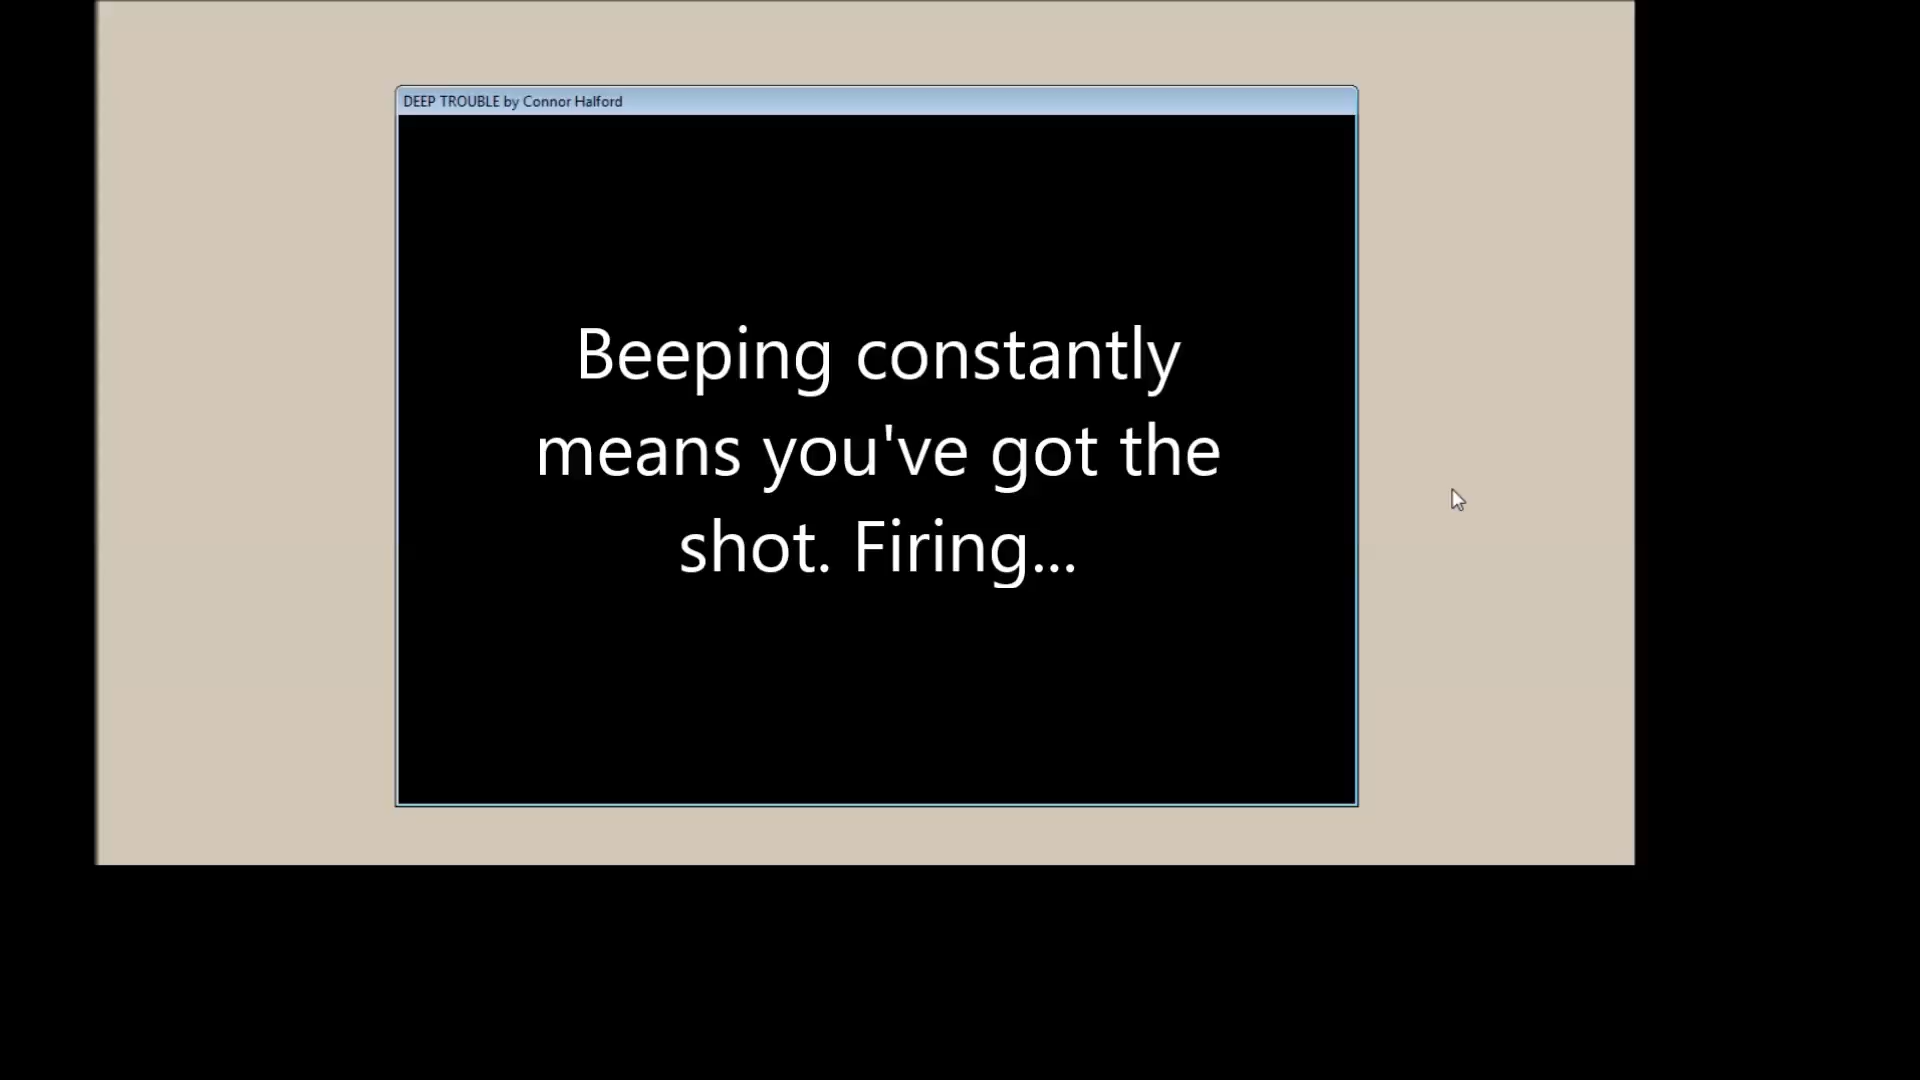 DEEP TROUBLE by Connor Halford
Beeping constantly
means you've got the
shot. Firing...